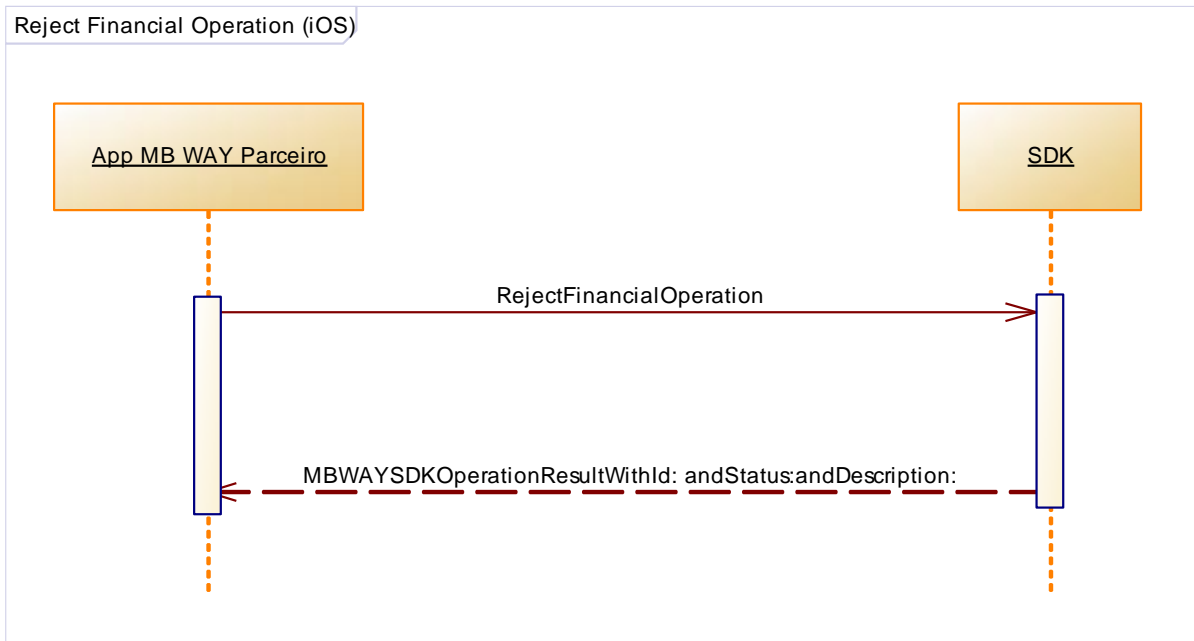 Reject Financial Operation (iOS)
App MB WAY Parceiro
SDK
RejectFinancialOperation
MBWAYSDKOperationResultWithId: andStatus:andDescription: